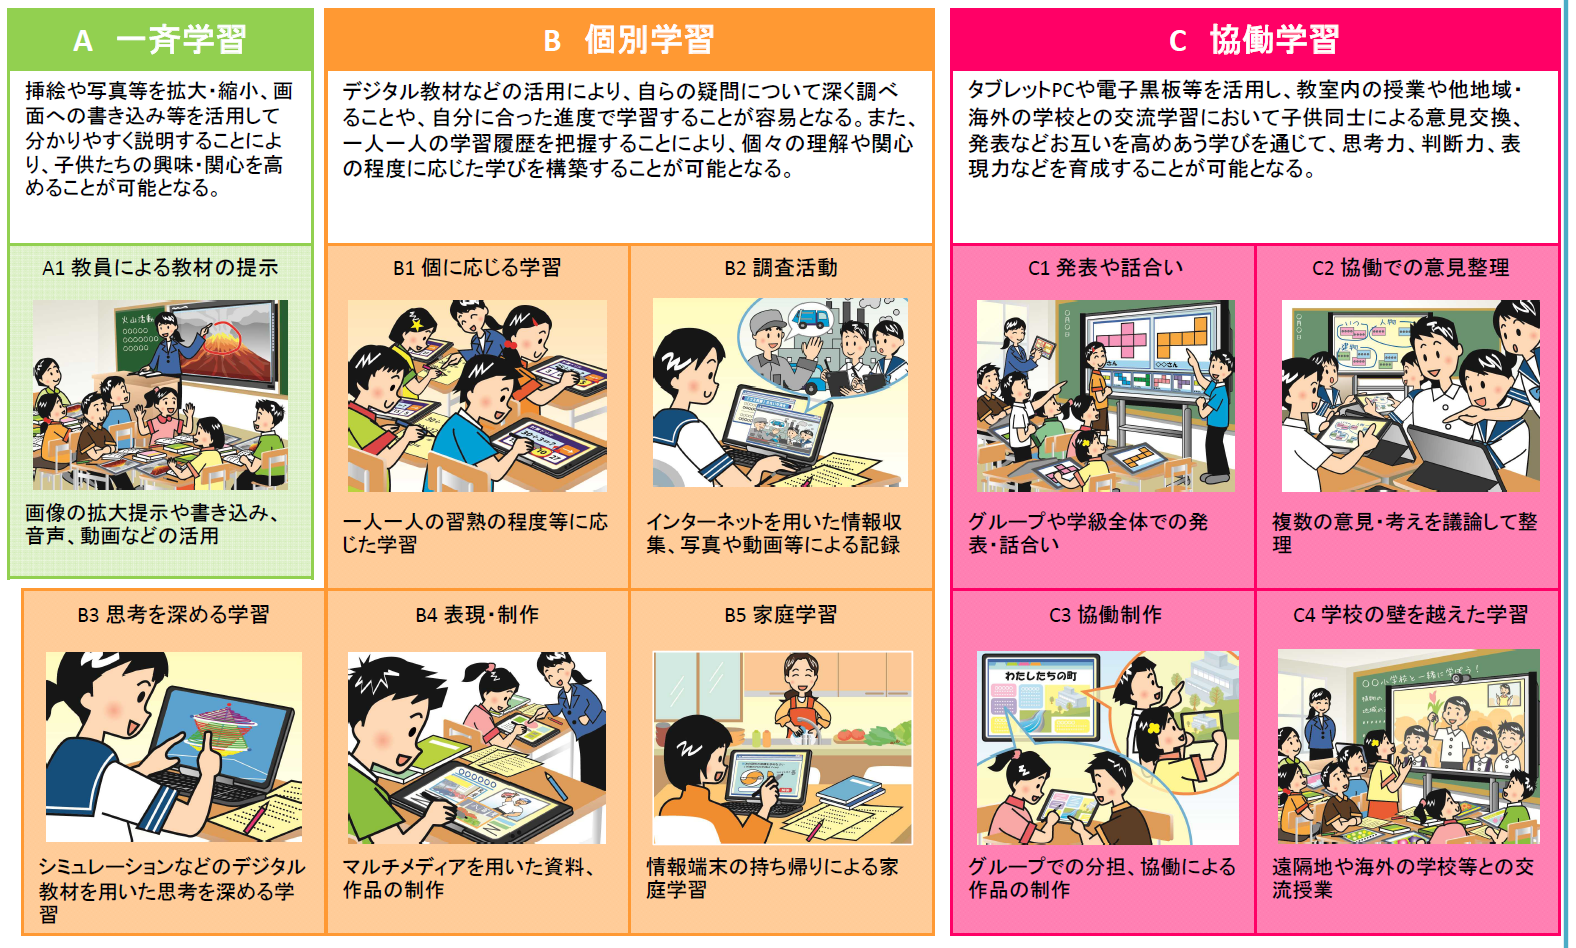 A　一斉学習
挿絵や写真等を拡大・縮小、画
面への書き込み等を活用して
分かりやすく説明することによ
り、子供たちの興味・関心を高
めることが可能となる。
B　個別学習
デジタル教材などの活用により、自らの疑問について深く調べ
ることや、自分に合った進度で学習することが容易となる。また、
一人一人の学習履歴を把握することにより、個々の理解や関心
の程度に応じた学びを構築することが可能となる。
C　協働学習
タブレットPCや電子黒板等を活用し、教室内の授業や他地域・
海外の学校との交流学習において子供同士による意見交換、
発表などお互いを高めあう学びを通じて、思考力、判断力、表
現力などを育成することが可能となる。
A1 教員による教材の提示
火山活動
画像の拡大提示や書き込み、
音声、動画などの活用
B1 個に応じる学習
一人一人の習熟の程度等に応
じた学習
B2 調査活動
インターネットを用いた情報収
集、写真や動画等による記録
C1 発表や話合い
グループや学級全体での発
表・話合い
C2 協働での意見整理
複数の意見・考えを議論して整
理
B3 思考を深める学習
シミュレーションなどのデジタル
教材を用いた思考を深める学
習
B4 表現・制作
マルチメディアを用いた資料、
作品の制作
B5 家庭学習
情報端末の持ち帰りによる家
庭学習
C3 協働制作
わたしたちの町
グループでの分担、協働による
作品の制作
C4 学校の壁を越えた学習
〇〇小学校と一緒に学ぼう！
遠隔地や海外の学校等との交
流授業